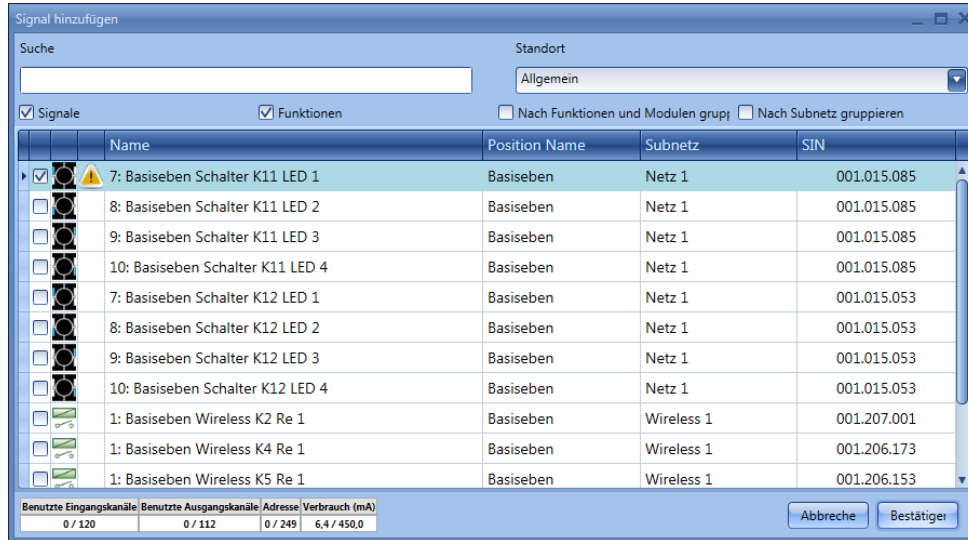 Signal hinzufügen
Suche
Standort
Allgemein
Signale
Funktionen
Nach Funktionen und Modulen grupp
Nach Subnetz gruppieren
Name Position Name Subnetz SIN
7: Basiseben Schalter K11 LED 1 Basiseben Netz 1 001.015.085
8: Basiseben Schalter K11 LED 2 Basiseben Netz 1 001.015.085
9: Basiseben Schalter K11 LED 3 Basiseben Netz 1 001.015.085
10: Basiseben Schalter K11 LED 4 Basiseben Netz 1 001.015.085
7: Basiseben Schalter K12 LED 1 Basiseben Netz 1 001.015.053
8: Basiseben Schalter K12 LED 2 Basiseben Netz 1 001.015.053
9: Basiseben Schalter K12 LED 3 Basiseben Netz 1 001.015.053
10: Basiseben Schalter K12 LED 4 Basiseben Netz 1 001.015.053
1: Basiseben Wireless K2 Re 1 Basiseben Wireless 1 001.207.001
1: Basiseben Wireless K4 Re 1 Basiseben Wireless 1 001.206.173
1: Basiseben Wireless K5 Re 1 Basiseben Wireless 1 001.206.153
Benutzte Eingangskanäle Benutzte Ausgangskanäle Adresse Verbrauch (mA)
0 / 120 0 / 112 0 / 249 6,4 / 450,0
Abbreche
Bestätiger